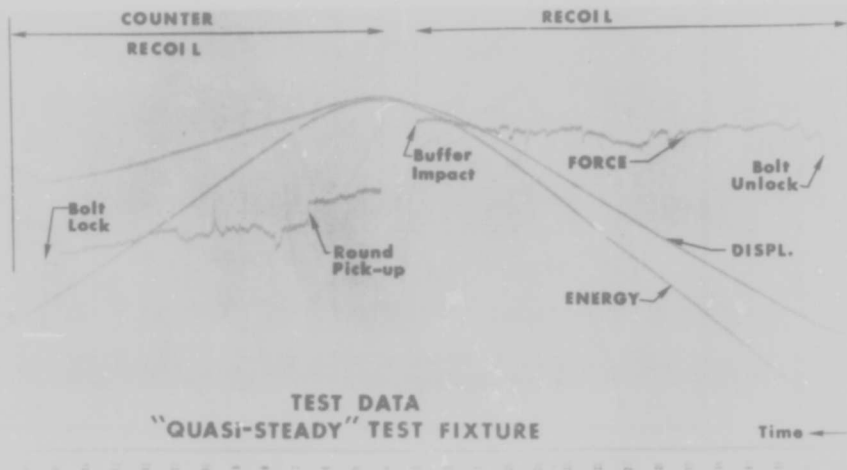 COUNTER
RECOIL
RECOIL
Buffer
Impact
FORCE
Bolt
Unlock
Bolt
Lock
Round
Pick-up
DISPL.
ENERGY
TEST DATA
"QUASi-STEADY" TEST FIXTURE
Time